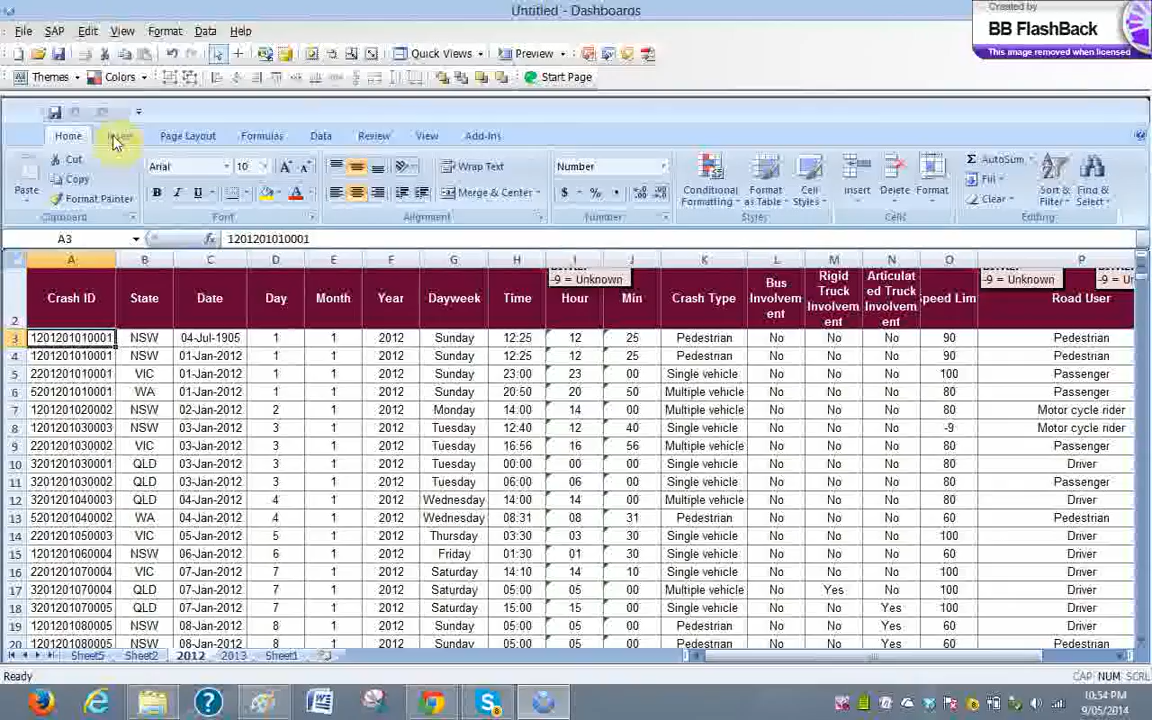 Untitled - Dashboards
Created by
BB FlashBack
This image removed when licensed
File SAP Edit View Format Data Help
Quick Views Preview
Themes Colors Start Page
Home Insert Page Layout Formulas Data Review View Add-Ins
Cut Arial 10 Wrap Text Number AutoSum
Copy Fill
Paste Format Painter Merge & Center $ % Conditional Formatting Format as Table Cell Styles Insert Delete Format Clear Sort & Filter Find & Select
Clipboard Font Alignment Number Styles Cells Editing
A3 fx 1201201010001
A B C D E F G H I J K L M N O P
-9 = Unknown -9 = Unknown
2 Crash ID State Date Day Month Year Dayweek Time Hour Min Crash Type Bus Involvem ent Rigid Truck Involvem ent Articulat ed Truck Involvem ent Speed Lim Road User
3 1201201010001 NSW 04-Jul-1905 1 1 2012 Sunday 12:25 12 25 Pedestrian No No No 90 Pedestrian
4 1201201010001 NSW 01-Jan-2012 1 1 2012 Sunday 12:25 12 25 Pedestrian No No No 90 Pedestrian
5 2201201010001 VIC 01-Jan-2012 1 1 2012 Sunday 23:00 23 00 Single vehicle No No No 100 Passenger
6 5201201010001 WA 01-Jan-2012 1 1 2012 Sunday 20:50 20 50 Multiple vehicle No No No 80 Passenger
7 1201201020002 NSW 02-Jan-2012 2 1 2012 Monday 14:00 14 00 Multiple vehicle No No No 80 Motor cycle rider
8 1201201030003 NSW 03-Jan-2012 3 1 2012 Tuesday 12:40 12 40 Single vehicle No No No -9 Motor cycle rider
9 2201201030002 VIC 03-Jan-2012 3 1 2012 Tuesday 16:56 16 56 Multiple vehicle No No No 80 Passenger
10 3201201030001 QLD 03-Jan-2012 3 1 2012 Tuesday 00:00 00 00 Single vehicle No No No 80 Driver
11 3201201030002 QLD 03-Jan-2012 3 1 2012 Tuesday 06:00 06 00 Single vehicle No No No 80 Passenger
12 3201201040003 QLD 04-Jan-2012 4 1 2012 Wednesday 14:00 14 00 Multiple vehicle No No No 80 Driver
13 5201201040002 WA 04-Jan-2012 4 1 2012 Wednesday 08:31 08 31 Pedestrian No No No 60 Pedestrian
14 2201201050003 VIC 05-Jan-2012 5 1 2012 Thursday 03:30 03 30 Single vehicle No No No 100 Driver
15 1201201060004 NSW 06-Jan-2012 6 1 2012 Friday 01:30 01 30 Single vehicle No No No 60 Driver
16 2201201070004 VIC 07-Jan-2012 7 1 2012 Saturday 14:10 14 10 Single vehicle No No No 100 Driver
17 3201201070004 QLD 07-Jan-2012 7 1 2012 Saturday 05:00 05 00 Multiple vehicle No Yes No 100 Driver
18 3201201070005 QLD 07-Jan-2012 7 1 2012 Saturday 15:00 15 00 Single vehicle No No Yes 100 Driver
19 1201201080005 NSW 08-Jan-2012 8 1 2012 Sunday 05:00 05 00 Pedestrian No No No 60 Driver
20 1201201080005 NSW 08-Jan-2012 8 1 2012 Sunday 05:00 05 00 Pedestrian No No Yes 60 Pedestrian
Sheet5 Sheet2 2012 2013 Sheet1
Ready CAP NUM SCRL
10:54 PM
9/05/2014